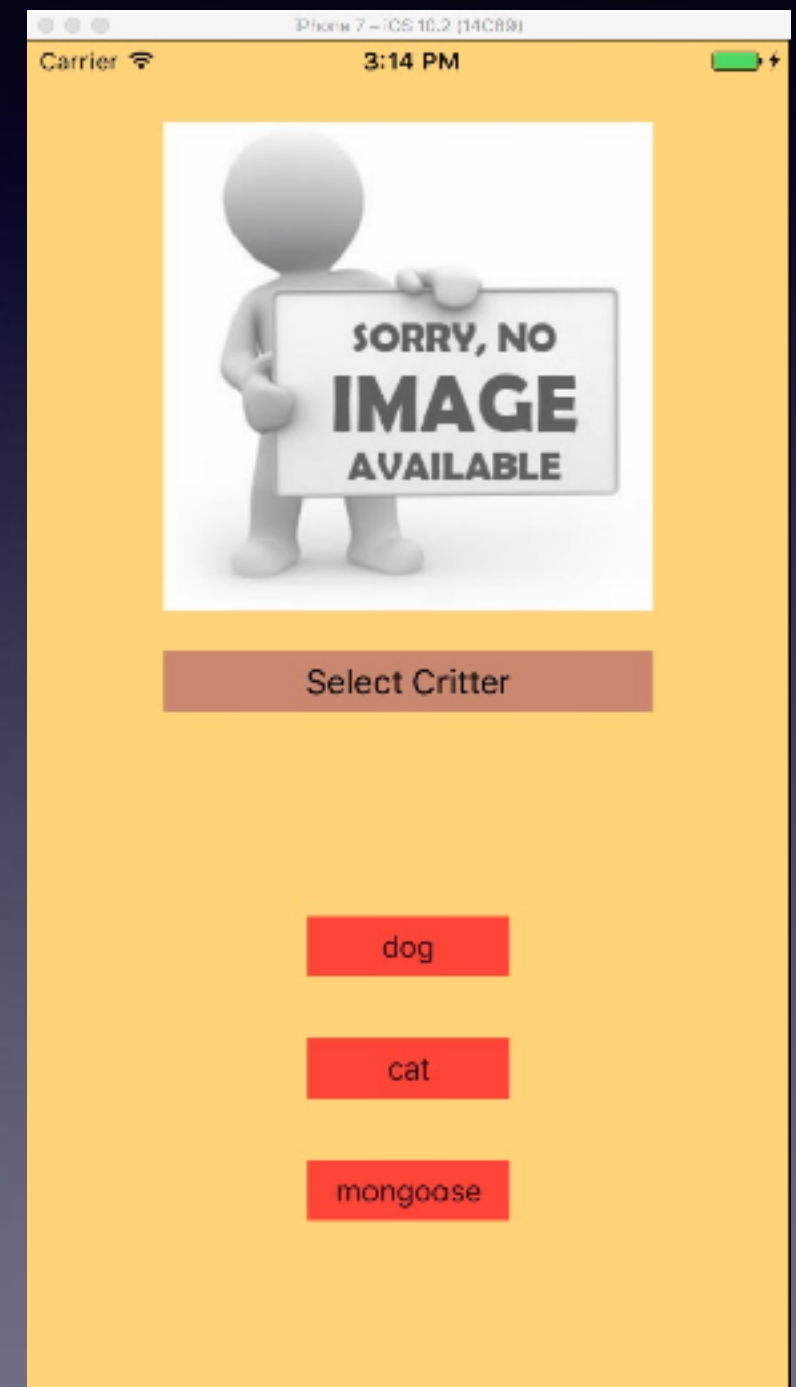 iPhone 7 – iOS 10.2 (14C89)
Carrier
3:14 PM
SORRY, NO
IMAGE
AVAILABLE
Select Critter
dog
cat
mongoose